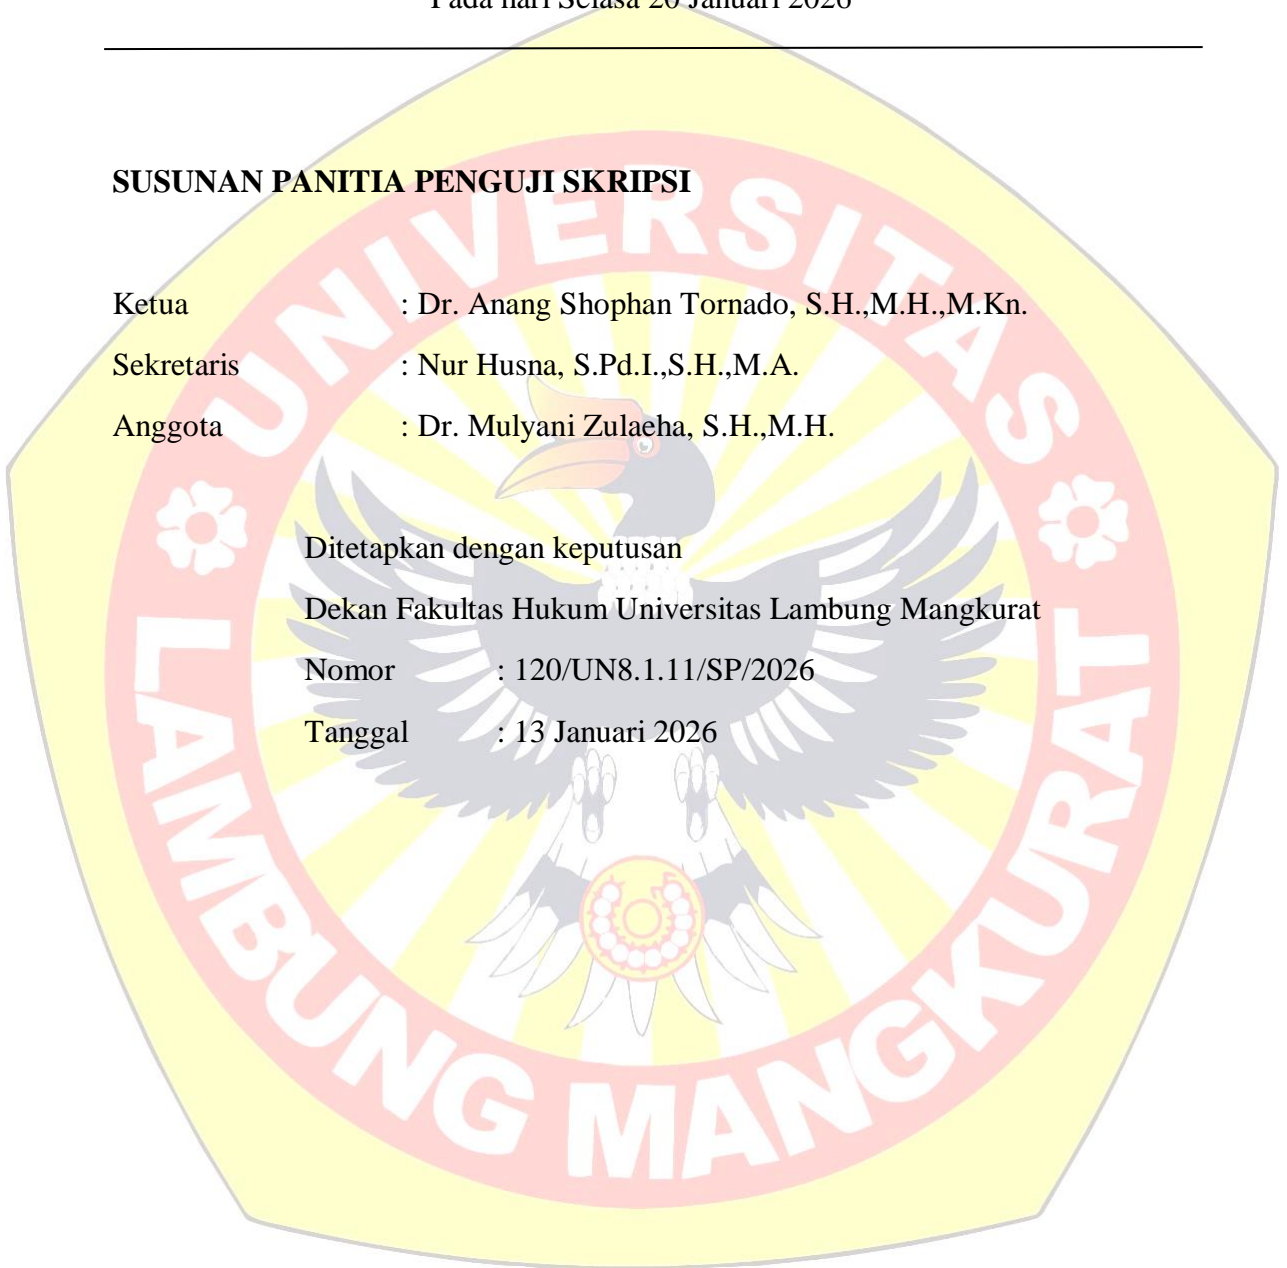 Pada hari Selasa 20 Januari 2026
SUSUNAN PANITIA PENGUJI SKRIPSI
Ketua : Dr. Anang Shophan Tornado, S.H.,M.H.,M.Kn.
Sekretaris : Nur Husna, S.Pd.I.,S.H.,M.A.
Anggota : Dr. Mulyani Zulaeha, S.H.,M.H.
Ditetapkan dengan keputusan
Dekan Fakultas Hukum Universitas Lambung Mangkurat
Nomor : 120/UN8.1.11/SP/2026
Tanggal : 13 Januari 2026
UNIVERSITAS
LAMBUNG MANGKURAT